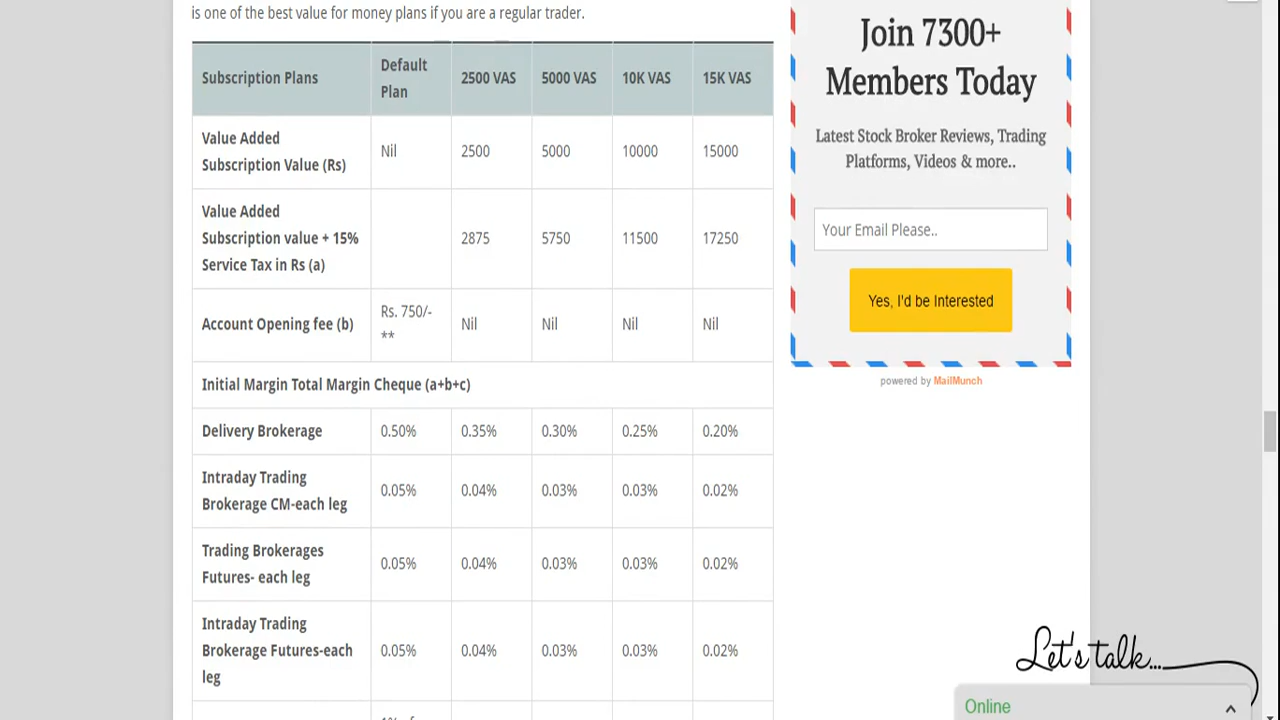 is one of the best value for money plans if you are a regular trader.
Subscription Plans
Default Plan
2500 VAS
5000 VAS
10K VAS
15K VAS
Value Added
Subscription Value (Rs)
Nil
2500
5000
10000
15000
Value Added
Subscription value + 15%
Service Tax in Rs (a)
2875
5750
11500
17250
Account Opening fee (b)
Rs. 750/-
**
Nil
Nil
Nil
Nil
Initial Margin Total Margin Cheque (a+b+c)
Delivery Brokerage
0.50%
0.35%
0.30%
0.25%
0.20%
Intraday Trading
Brokerage CM-each leg
0.05%
0.04%
0.03%
0.03%
0.02%
Trading Brokerages
Futures- each leg
0.05%
0.04%
0.03%
0.03%
0.02%
Intraday Trading
Brokerage Futures-each
leg
0.05%
0.04%
0.03%
0.03%
0.02%
Join 7300+
Members Today
Latest Stock Broker Reviews, Trading
Platforms, Videos & more..
Your Email Please..
Yes, I'd be Interested
powered by MailMunch
Let's talk...
Online